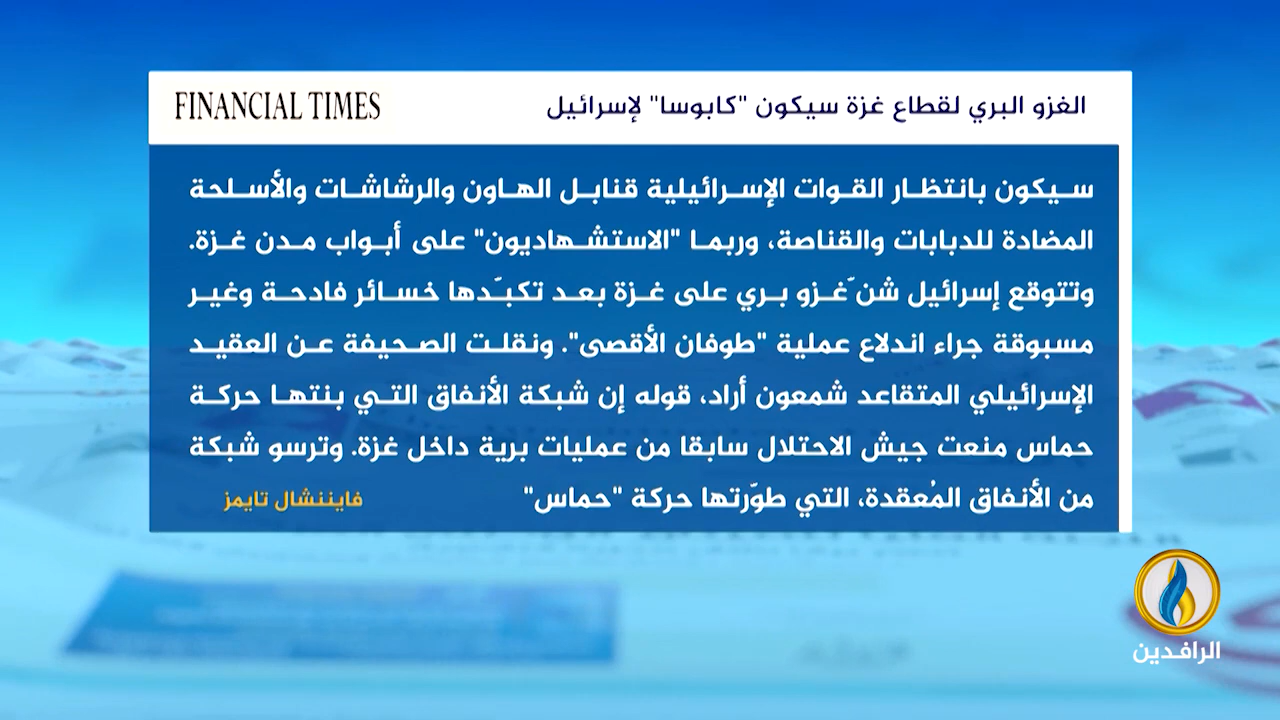 FINANCIAL TIMES
الغزو البري لقطاع غزة سيكون "كابوسا" لإسرائيل
سيكون بانتظار القوات الإسرائيلية قنابل الهاون والرشاشات والأسلحة
المضادة للدبابات والقناصة، وربما "الاستشهاديون" على أبواب مدن غزة.
وتتوقع إسرائيل شن َغزو بري على غزة بعد تكبّدها خسائر فادحة وغير
مسبوقة جراء اندلاع عملية "طوفان الأقصى". ونقلت الصحيفة عن العقيد
الإسرائيلي المتقاعد شمعون أراد، قوله إن شبكة الأنفاق التي بنتها حركة
حماس منعت جيش الاحتلال سابقا من عمليات برية داخل غزة. وترسو شبكة
من الأنفاق المُعقدة، التي طوّرتها حركة "حماس"
فايننشال تايمز
الرافدين